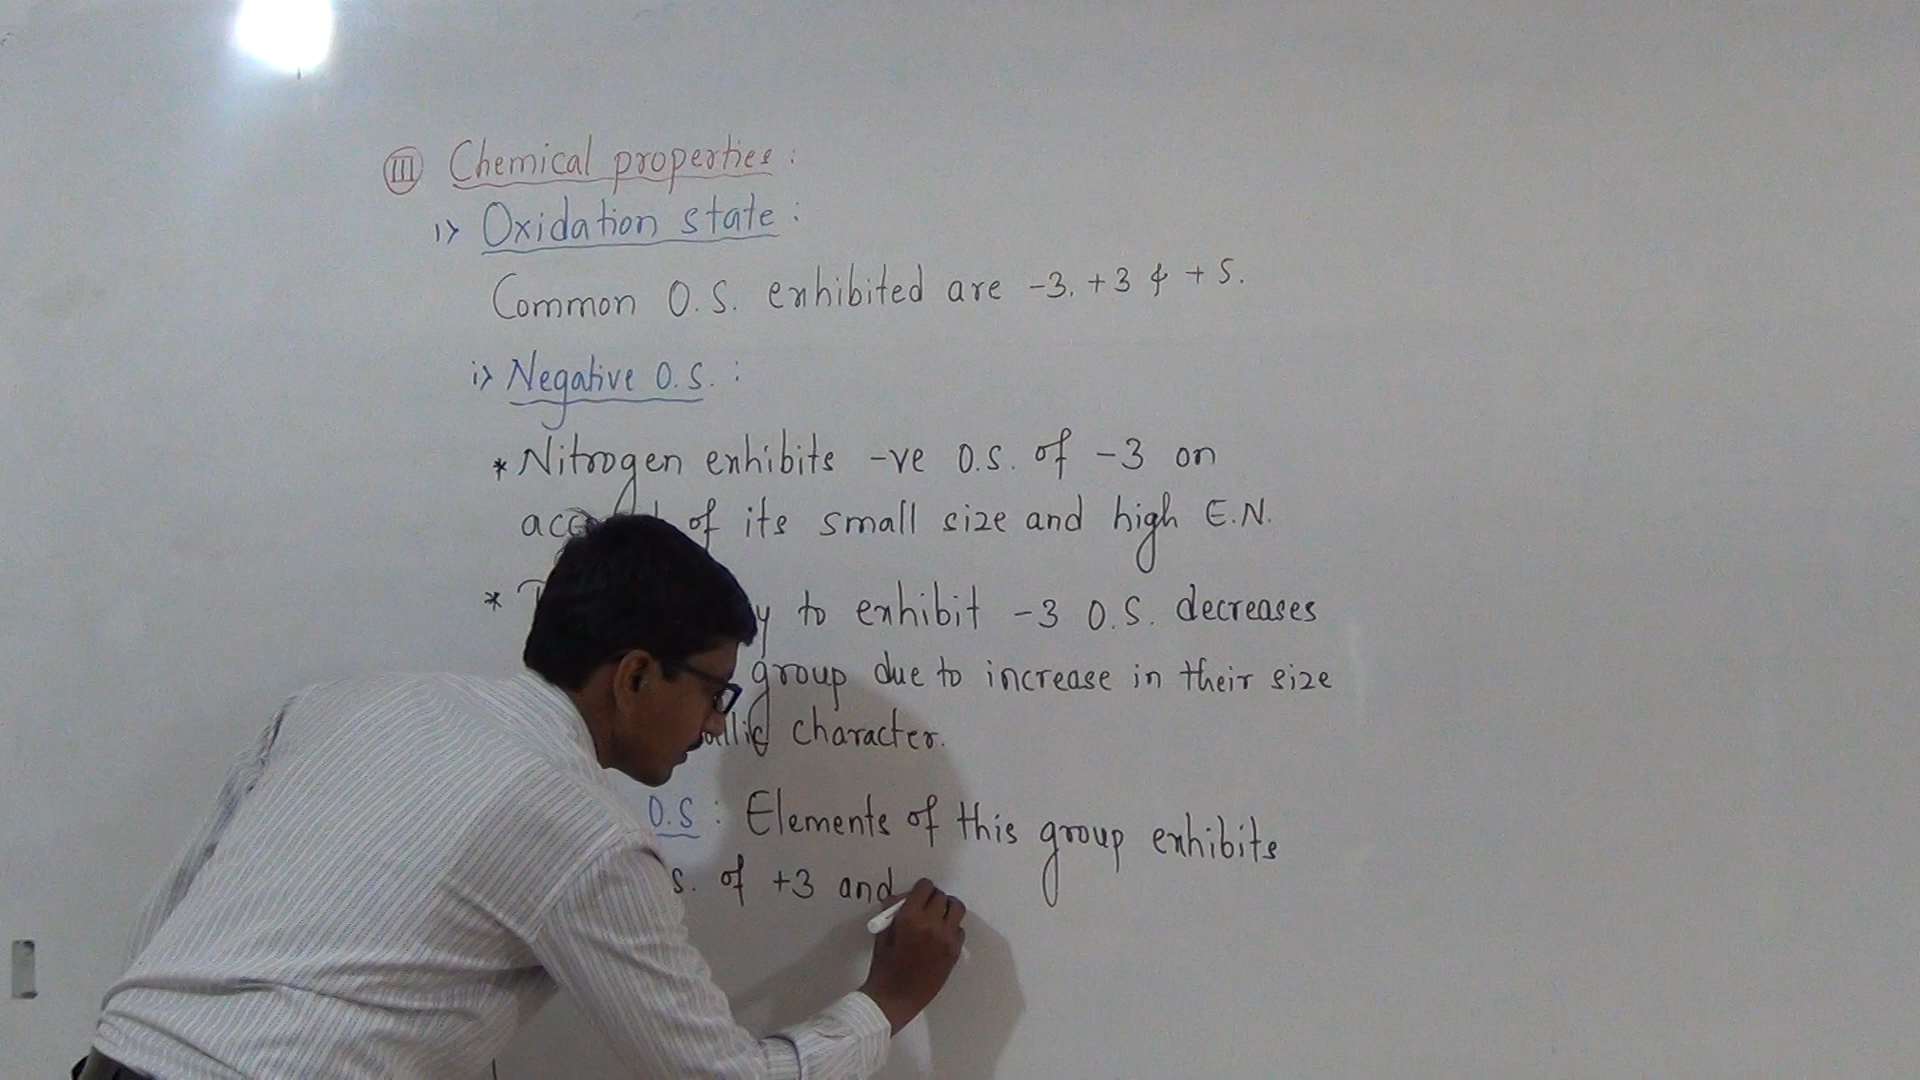 III Chemical properties :
1> Oxidation state :
Common O.S. exhibited are -3, +3 & +5.
i> Negative O.S. :
* Nitrogen exhibits -ve O.S. of -3 on
of its small size and high E.N.
* to exhibit -3 O.S. decreases
group due to increase in their size
character.
O.S : Elements of this group exhibits
of +3 and